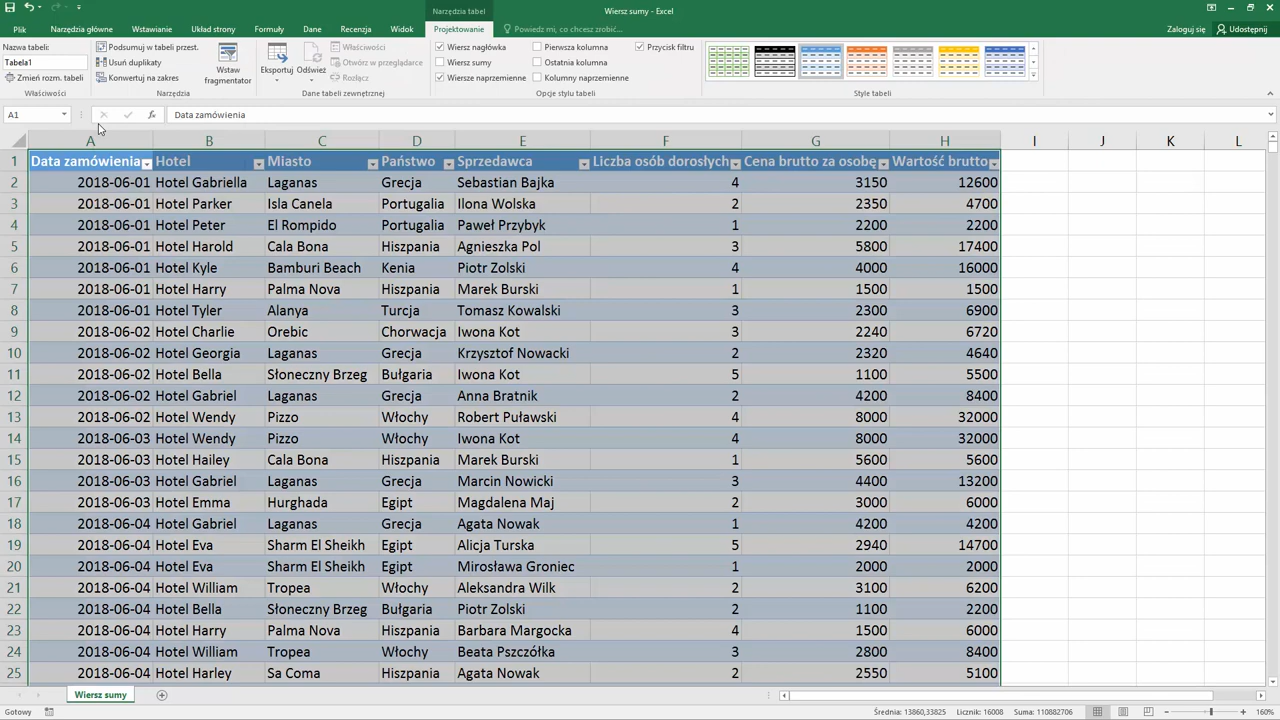 Narzędzia tabel
Wiersz sumy - Excel
Plik Narzędzia główne Wstawianie Układ strony Formuły Dane Recenzja Widok Projektowanie Powiedz mi, co chcesz zrobić... Zaloguj się Udostępnij
Nazwa tabeli:
Tabela1
Zmień rozm. tabeli
Właściwości
Podsumuj w tabeli przest.
Usuń duplikaty
Konwertuj na zakres
Wstaw fragmentator
Narzędzia
Eksportuj
Odśwież
Właściwości
Otwórz w przeglądarce
Rozłącz
Dane tabeli zewnętrznej
Wiersz nagłówka Pierwsza kolumna Przycisk filtru
Wiersz sumy Ostatnia kolumna
Wiersze naprzemienne Kolumny naprzemienne
Opcje stylu tabeli
Style tabeli
A1 fx Data zamówienia
A B C D E F G H I J K L
1 Data zamówienia Hotel Miasto Państwo Sprzedawca Liczba osób dorosłych Cena brutto za osobę Wartość brutto
2 2018-06-01 Hotel Gabriella Laganas Grecja Sebastian Bajka 4 3150 12600
3 2018-06-01 Hotel Parker Isla Canela Portugalia Ilona Wolska 2 2350 4700
4 2018-06-01 Hotel Peter El Rompido Portugalia Paweł Przybyk 1 2200 2200
5 2018-06-01 Hotel Harold Cala Bona Hiszpania Agnieszka Pol 3 5800 17400
6 2018-06-01 Hotel Kyle Bamburi Beach Kenia Piotr Zolski 4 4000 16000
7 2018-06-01 Hotel Harry Palma Nova Hiszpania Marek Burski 1 1500 1500
8 2018-06-01 Hotel Tyler Alanya Turcja Tomasz Kowalski 3 2300 6900
9 2018-06-02 Hotel Charlie Orebic Chorwacja Iwona Kot 3 2240 6720
10 2018-06-02 Hotel Georgia Laganas Grecja Krzysztof Nowacki 2 2320 4640
11 2018-06-02 Hotel Bella Słoneczny Brzeg Bułgaria Iwona Kot 5 1100 5500
12 2018-06-02 Hotel Gabriel Laganas Grecja Anna Bratnik 2 4200 8400
13 2018-06-02 Hotel Wendy Pizzo Włochy Robert Puławski 4 8000 32000
14 2018-06-03 Hotel Wendy Pizzo Włochy Iwona Kot 4 8000 32000
15 2018-06-03 Hotel Hailey Cala Bona Hiszpania Marek Burski 1 5600 5600
16 2018-06-03 Hotel Gabriel Laganas Grecja Marcin Nowicki 3 4400 13200
17 2018-06-03 Hotel Emma Hurghada Egipt Magdalena Maj 2 3000 6000
18 2018-06-04 Hotel Gabriel Laganas Grecja Agata Nowak 1 4200 4200
19 2018-06-04 Hotel Eva Sharm El Sheikh Egipt Alicja Turska 5 2940 14700
20 2018-06-04 Hotel Eva Sharm El Sheikh Egipt Mirosława Groniec 1 2000 2000
21 2018-06-04 Hotel William Tropea Włochy Aleksandra Wilk 2 3100 6200
22 2018-06-04 Hotel Bella Słoneczny Brzeg Bułgaria Piotr Zolski 2 1100 2200
23 2018-06-04 Hotel Harry Palma Nova Hiszpania Barbara Margocka 4 1500 6000
24 2018-06-04 Hotel William Tropea Włochy Beata Pszczółka 3 2800 8400
25 2018-06-04 Hotel Harley Sa Coma Hiszpania Agata Nowak 2 2550 5100
Wiersz sumy
Gotowy Średnia: 13860,33825 Licznik: 16008 Suma: 110882706 160%